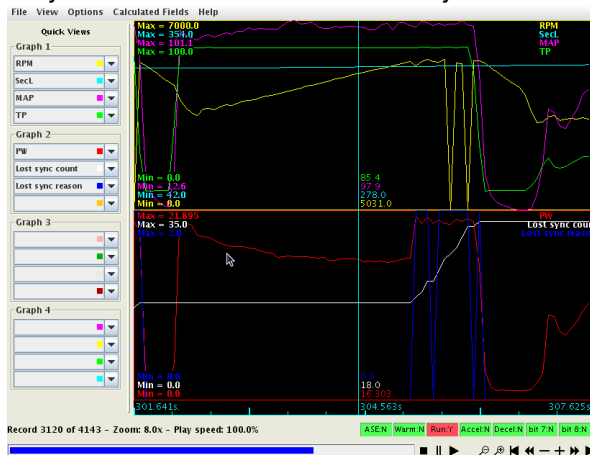 File View Options Calculated Fields Help
Quick Views
Graph 1
RPM
SecL
MAP
TP
Graph 2
PW
Lost sync count
Lost sync reason
Graph 3
Graph 4
Max = 7000.0
Max = 354.0
Max = 101.1
Max = 100.0
RPM
SecL
MAP
TP
Min = 0.0
Min = 12.6
Min = 42.0
Min = 0.0
85.4
97.9
278.0
5031.0
Max = 21.895
Max = 35.0
Max = 2.0
PW
Lost sync coun
Lost sync reason
Min = 0.0
Min = 0.0
Min = 0.0
18.0
16.303
301.641s.
304.563s
307.625s
Record 3120 of 4143 - Zoom: 8.0x - Play speed: 100.0%
ASE:N Warm:N Run:Y Accel:N Decel:N bit 7:N bit 8:N